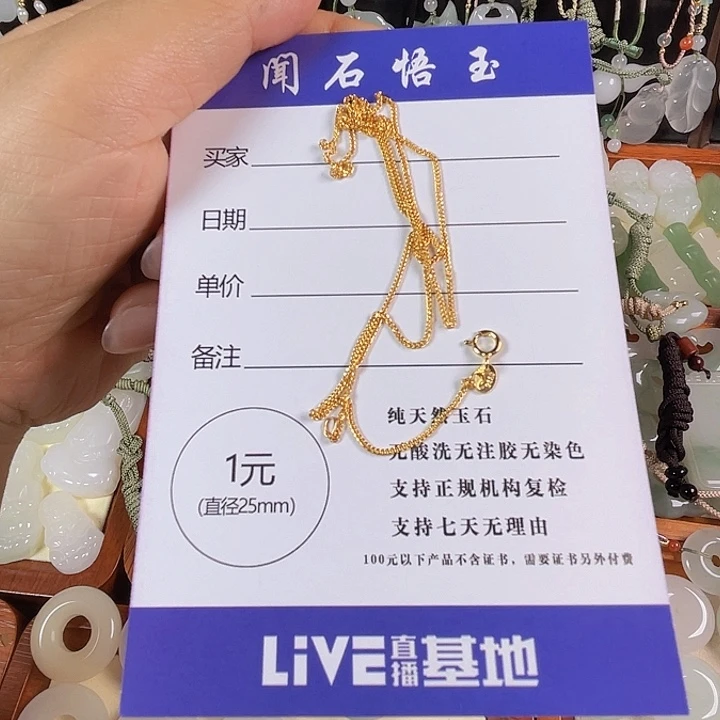 闻石悟玉
买家
日期
单价
备注
1元
(直径25mm)
纯天然玉石
无酸洗无注胶无染色
支持正规机构复检
支持七天无理由
100元以下产品不含证书，需要证书另外付费
LiVE直播基地